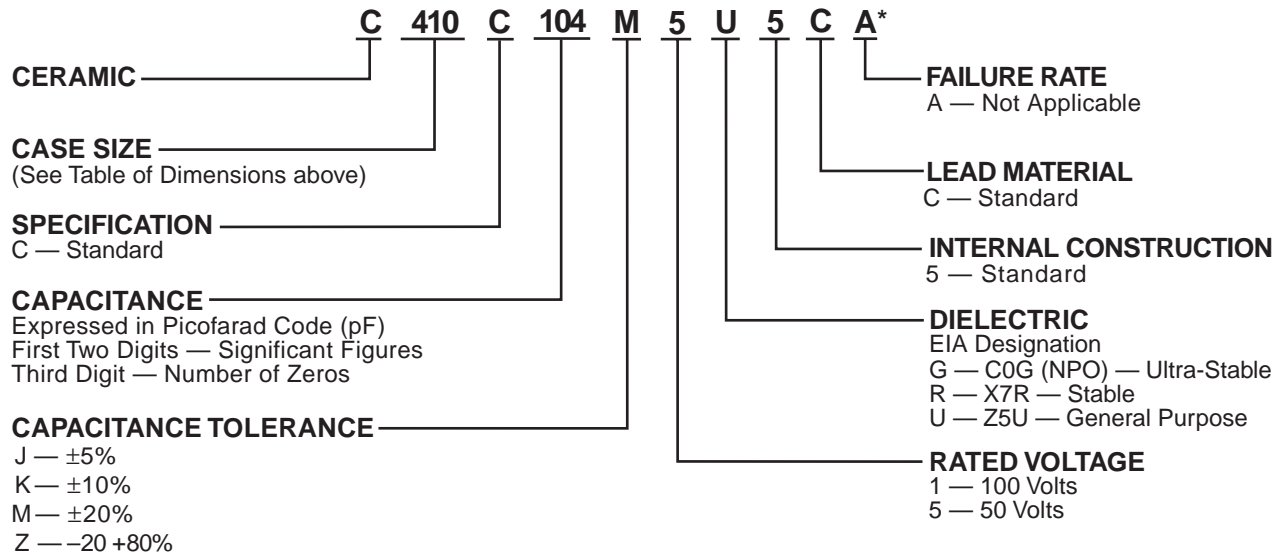 C 410 C 104 M 5 U 5 C A*
CERAMIC
CASE SIZE
(See Table of Dimensions above)
SPECIFICATION
C — Standard
CAPACITANCE
Expressed in Picofarad Code (pF)
First Two Digits — Significant Figures
Third Digit — Number of Zeros
CAPACITANCE TOLERANCE
J — ±5%
K — ±10%
M — ±20%
Z — –20 +80%
FAILURE RATE
A — Not Applicable
LEAD MATERIAL
C — Standard
INTERNAL CONSTRUCTION
5 — Standard
DIELECTRIC
EIA Designation
G — C0G (NPO) — Ultra-Stable
R — X7R — Stable
U — Z5U — General Purpose
RATED VOLTAGE
1 — 100 Volts
5 — 50 Volts